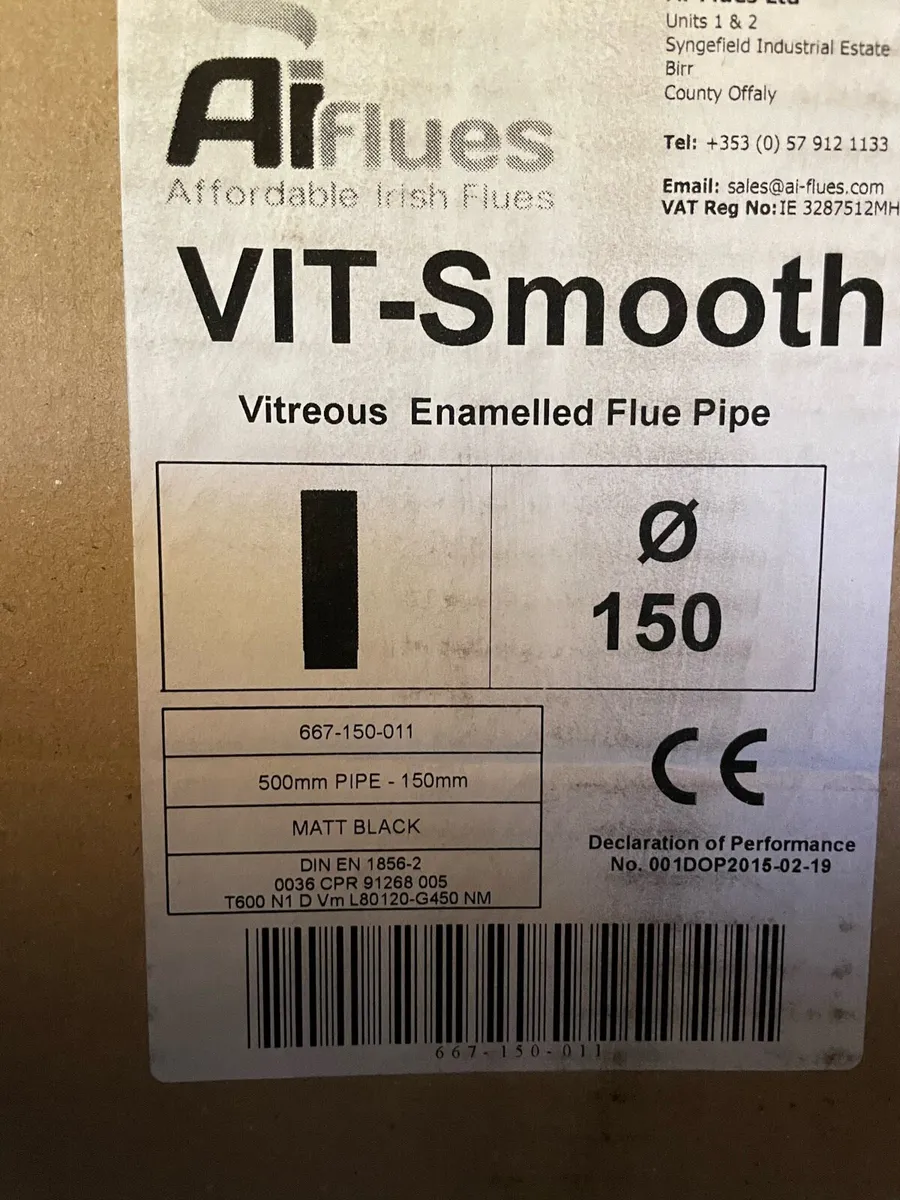 Units 1 & 2
Syngefield Industrial Estate
Birr
County Offaly
Tel: +353 (0) 57 912 1133
Email: sales@ai-flues.com
VAT Reg No:IE 3287512MH
Aiflues
Affordable Irish Flues
VIT-Smooth
Vitreous Enamelled Flue Pipe
Ø
150
667-150-011
500mm PIPE - 150mm
MATT BLACK
DIN EN 1856-2
0036 CPR 91268 005
T600 N1 D Vm L80120-G450 NM
CE
Declaration of Performance
No. 001DOP2015-02-19
667-150-011